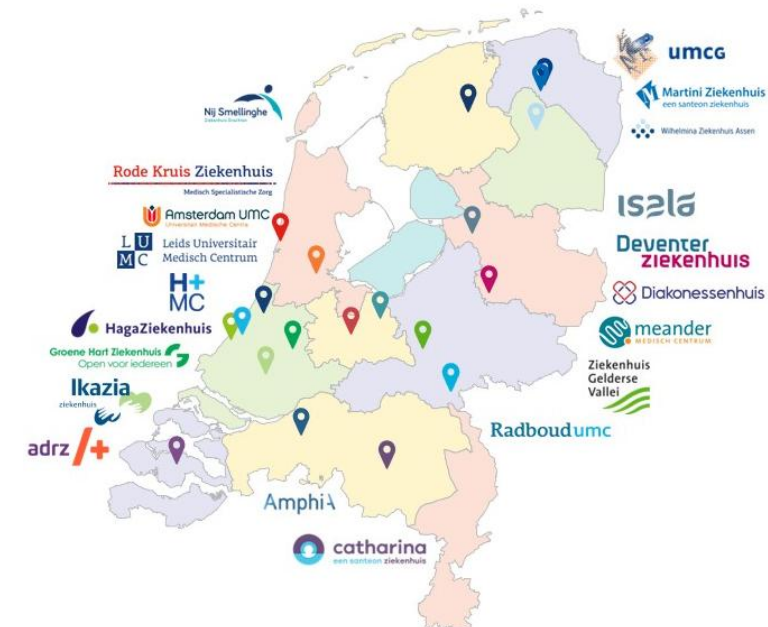 umcg
Martini Ziekenhuis
een santeon ziekenhuis
Wilhelmina Ziekenhuis Assen
Nij Smellinghe
Ziekenhuis Drachten
Rode Kruis Ziekenhuis
Medisch Specialistische Zorg
Amsterdam UMC
Universitair Medische Centra
L U
M C
Leids Universitair
Medisch Centrum
H+
MC
HagaZiekenhuis
Groene Hart Ziekenhuis
Open voor iedereen
Ikazia
ziekenhuis
adrz
Isala
Deventer
ziekenhuis
Diakonessenhuis
meander
MEDISCH CENTRUM
Ziekenhuis
Gelderse
Vallei
Radboudumc
Amphia
catharina
een santeon ziekenhuis